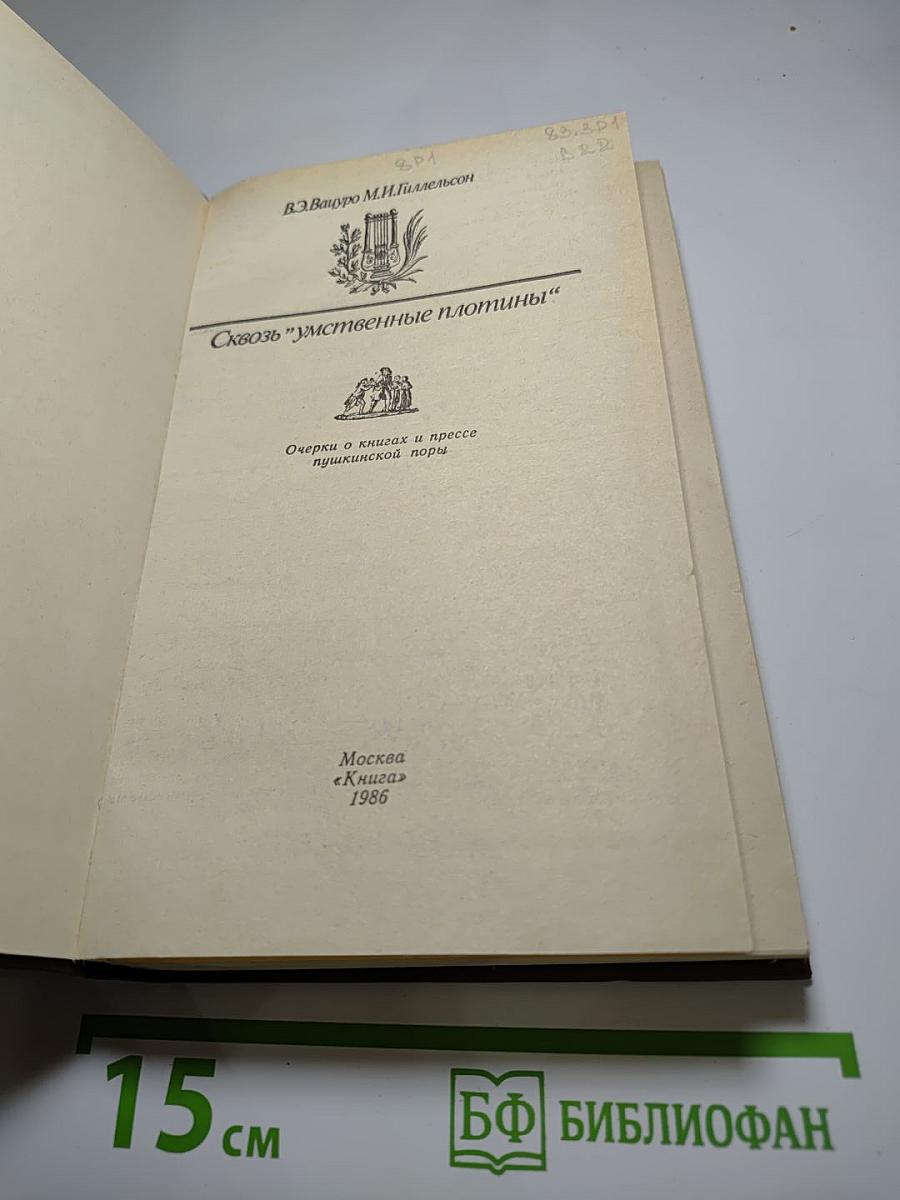 8Р1
83.3Р1
В 22
В.Э.Вацуро М.И.Гиллельсон
Сквозь "умственные плотины"
Очерки о книгах и прессе
пушкинской поры
Москва
«Книга»
1986
15 см
БФ БИБЛИОФАН